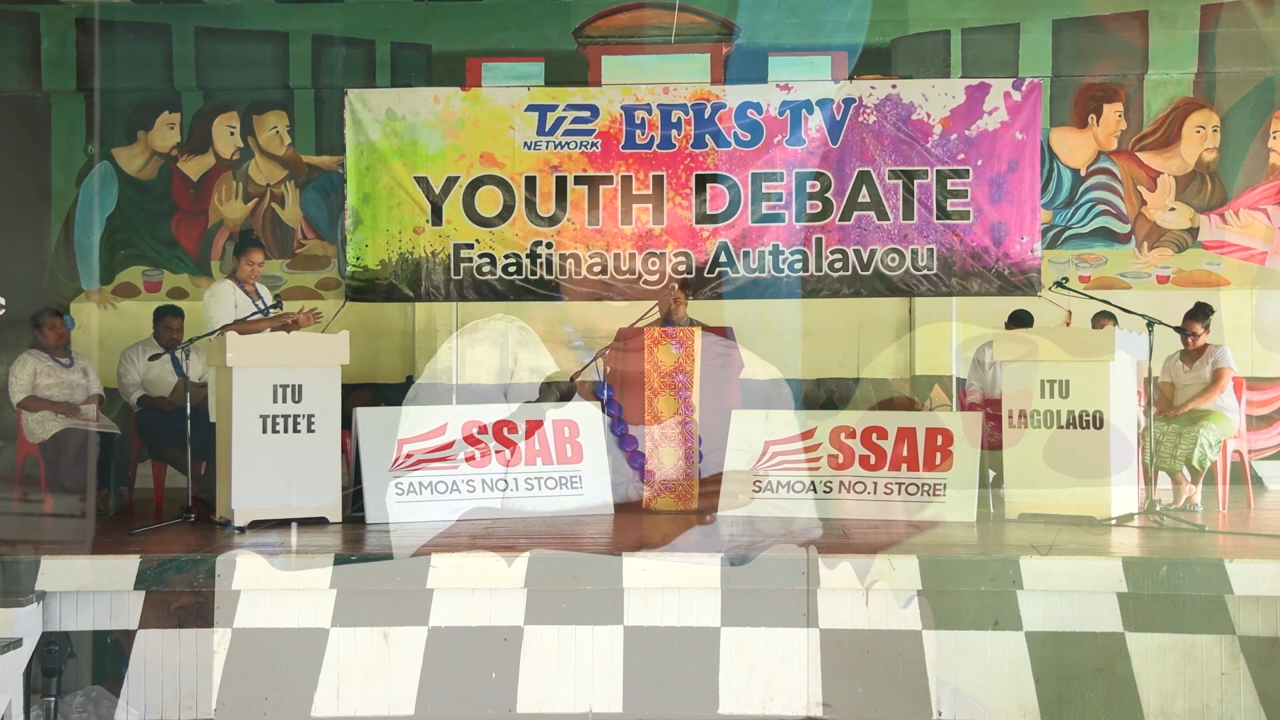 TV2
NETWORK
EFKS TV
YOUTH DEBATE
Faafinauga Autalavou
ITU
TETE'E
SSAB
SAMOA'S NO.1 STORE!
SSAB
SAMOA'S NO.1 STORE!
ITU
LAGOLAGO